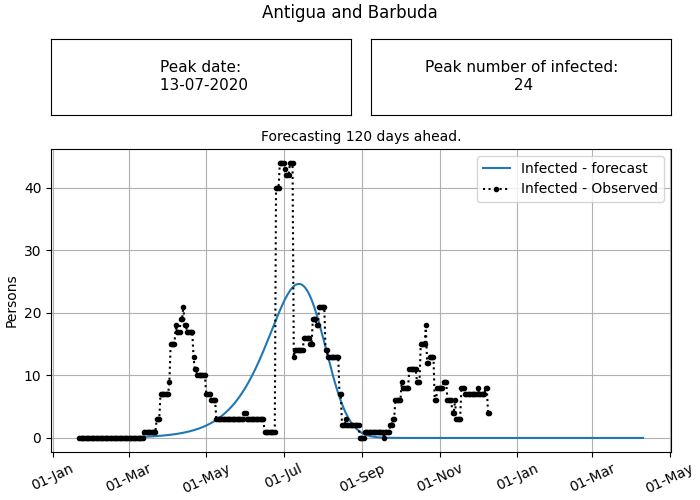 Antigua and Barbuda
Peak date:
13-07-2020
Peak number of infected:
24
Forecasting 120 days ahead.
Infected - forecast
Infected - Observed
Persons
40
30
20
10
0
01-Jan
01-Mar
01-May
01-Jul
01-Sep
01-Nov
01-Jan
01-Mar
01-May